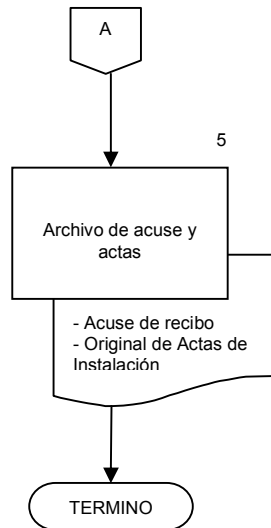 A
5
Archivo de acuse y
actas
- Acuse de recibo
- Original de Actas de
Instalación
TERMINO